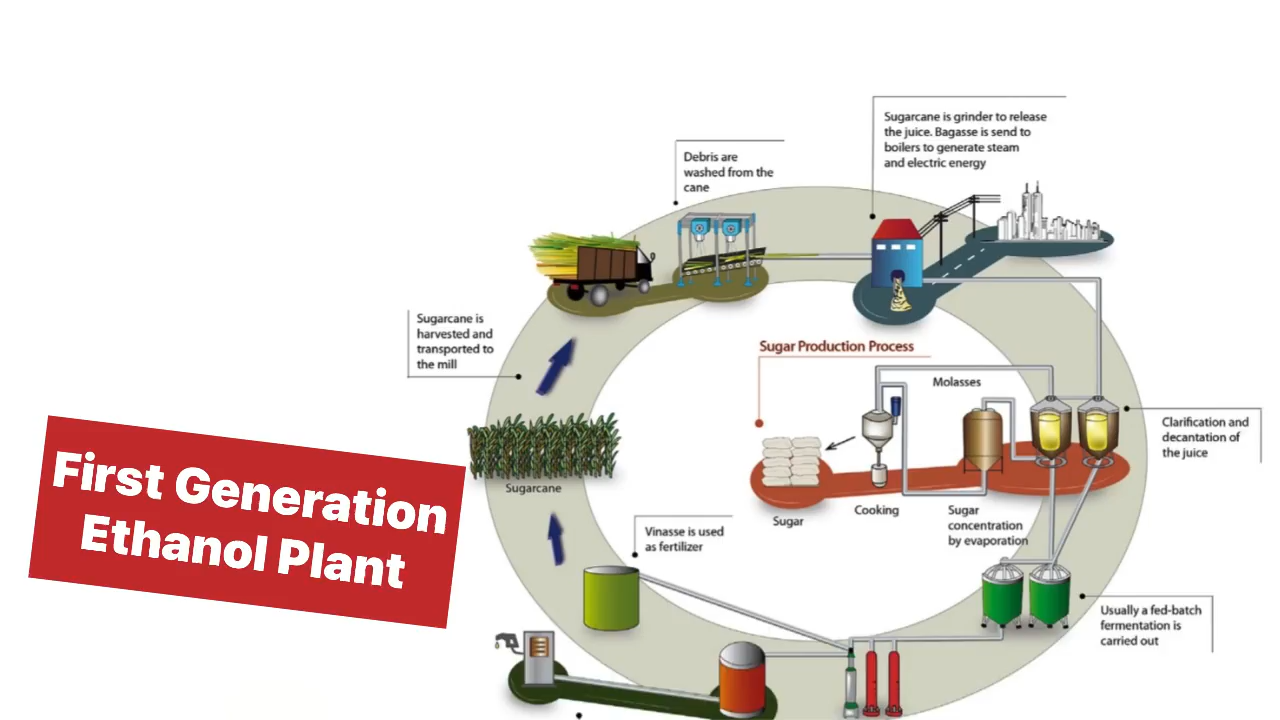 Sugarcane is grinder to release
the juice. Bagasse is send to
boilers to generate steam
and electric energy
Debris are
washed from the
cane
Sugarcane is
harvested and
transported to
the mill
Sugar Production Process
Molasses
Clarification and
decantation of
the juice
First Generation
Ethanol Plant
Sugarcane
Sugar
Cooking
Sugar
concentration
by evaporation
Vinasse is used
as fertilizer
Usually a fed-batch
fermentation is
carried out